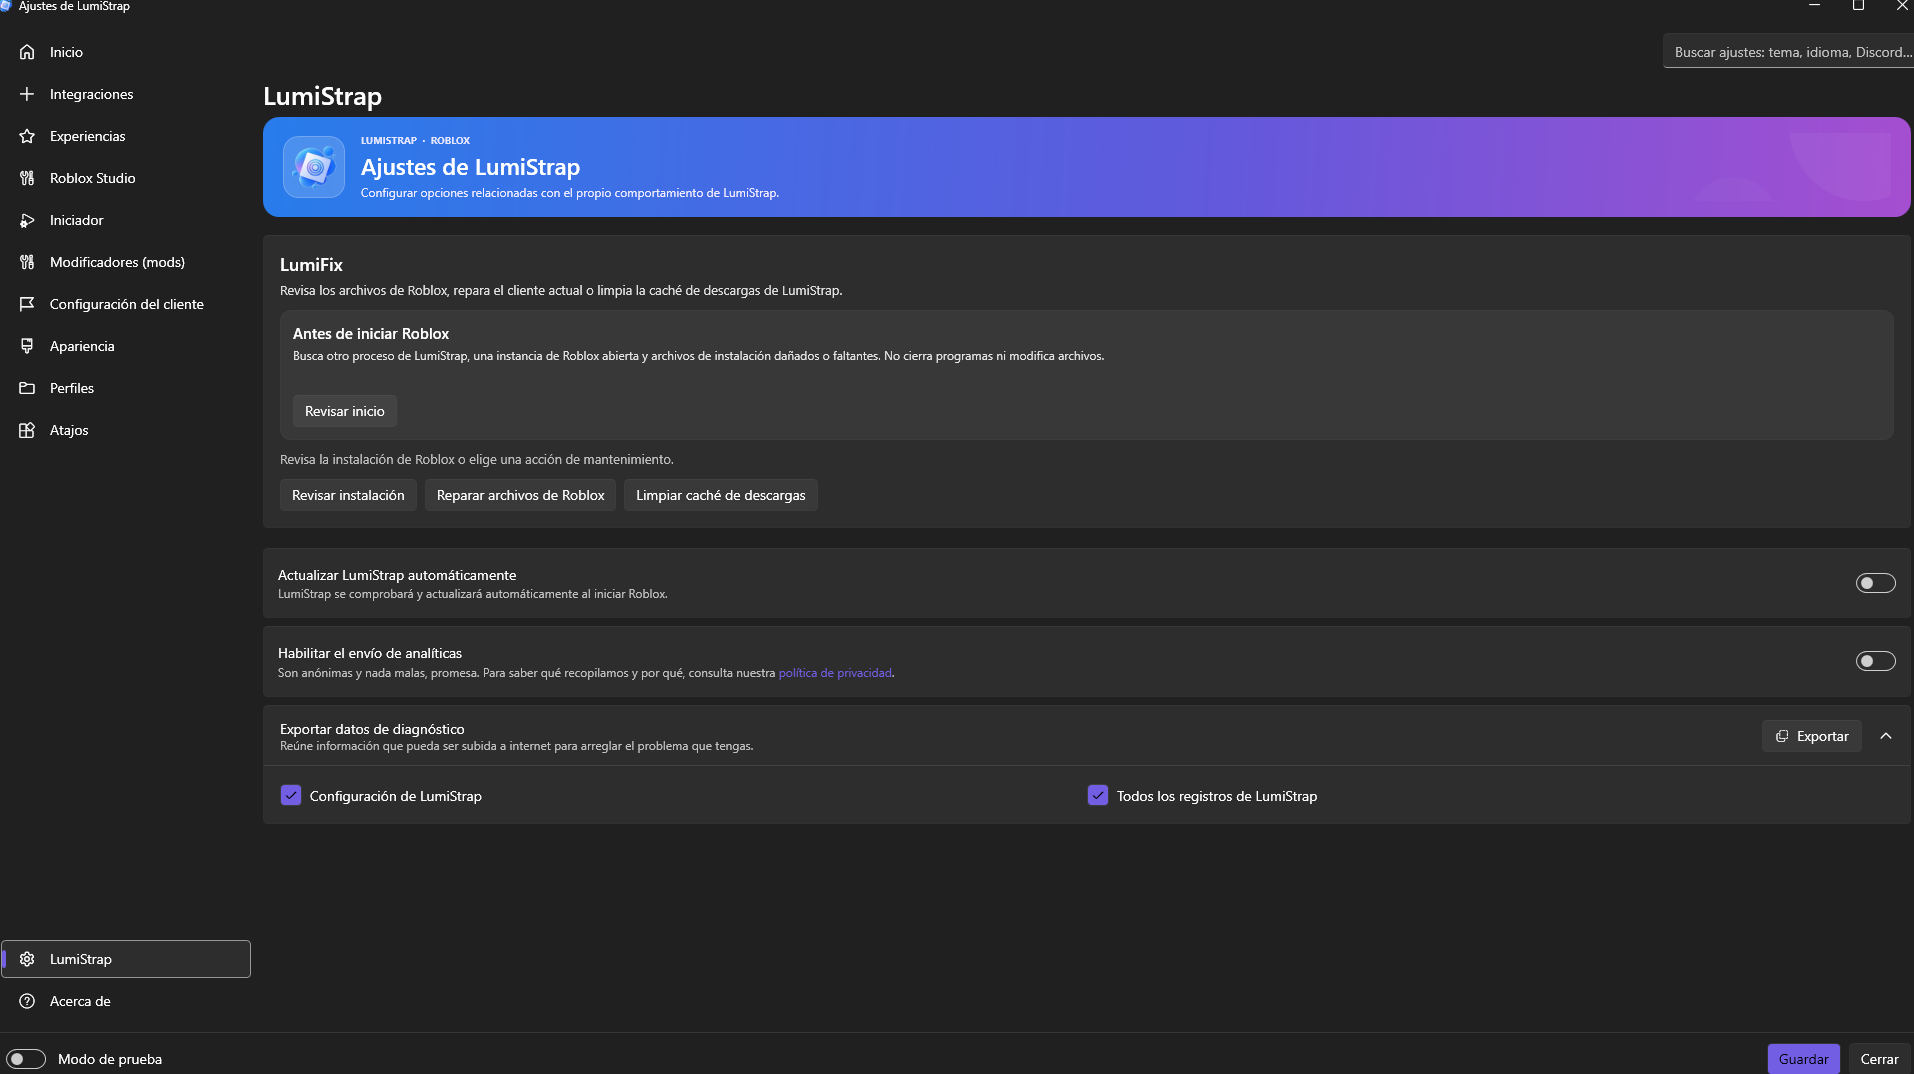 Ajustes de LumiStrap
Inicio
Integraciones
Experiencias
Roblox Studio
Iniciador
Modificadores (mods)
Configuración del cliente
Apariencia
Perfiles
Atajos
LumiStrap
Acerca de
Modo de prueba
Buscar ajustes: tema, idioma, Discord...
LumiStrap
LUMISTRAP · ROBLOX
Ajustes de LumiStrap
Configurar opciones relacionadas con el propio comportamiento de LumiStrap.
LumiFix
Revisa los archivos de Roblox, repara el cliente actual o limpia la caché de descargas de LumiStrap.
Antes de iniciar Roblox
Busca otro proceso de LumiStrap, una instancia de Roblox abierta y archivos de instalación dañados o faltantes. No cierra programas ni modifica archivos.
Revisar inicio
Revisa la instalación de Roblox o elige una acción de mantenimiento.
Revisar instalación
Reparar archivos de Roblox
Limpiar caché de descargas
Actualizar LumiStrap automáticamente
LumiStrap se comprobará y actualizará automáticamente al iniciar Roblox.
Habilitar el envío de analíticas
Son anónimas y nada malas, promesa. Para saber qué recopilamos y por qué, consulta nuestra política de privacidad.
Exportar datos de diagnóstico
Reúne información que pueda ser subida a internet para arreglar el problema que tengas.
Exportar
Configuración de LumiStrap
Todos los registros de LumiStrap
Guardar
Cerrar